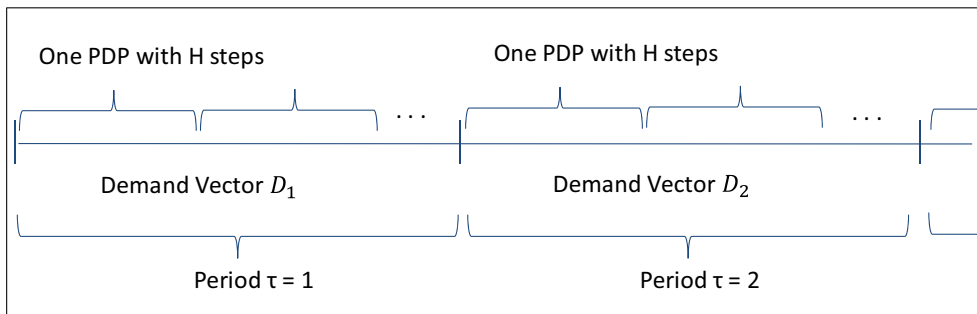 One PDP with H steps One PDP with H steps
. . . . . .
Demand Vector D₁ Demand Vector D₂
Period τ = 1 Period τ = 2